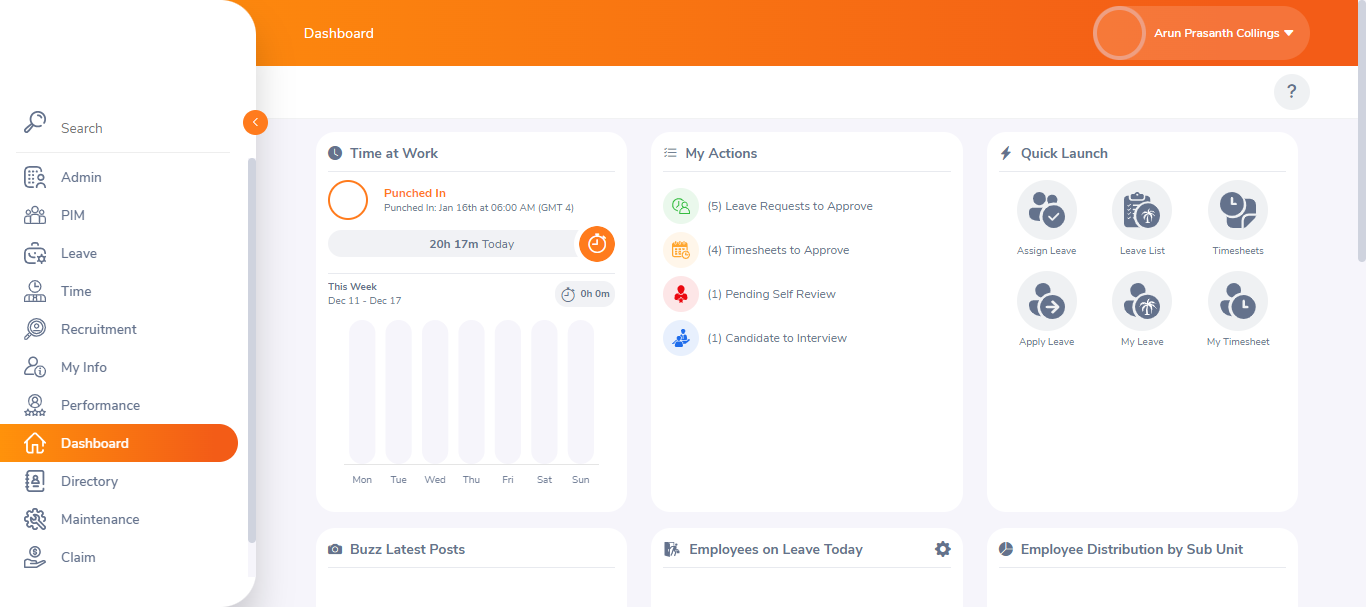 Dashboard
Arun Prasanth Collings
?
Search
Admin
PIM
Leave
Time
Recruitment
My Info
Performance
Dashboard
Directory
Maintenance
Claim
Time at Work
Punched In
Punched In: Jan 16th at 06:00 AM (GMT 4)
20h 17m Today
This Week
Dec 11 - Dec 17
0h 0m
Mon Tue Wed Thu Fri Sat Sun
My Actions
(5) Leave Requests to Approve
(4) Timesheets to Approve
(1) Pending Self Review
(1) Candidate to Interview
Quick Launch
Assign Leave Leave List Timesheets
Apply Leave My Leave My Timesheet
Buzz Latest Posts
Employees on Leave Today
Employee Distribution by Sub Unit